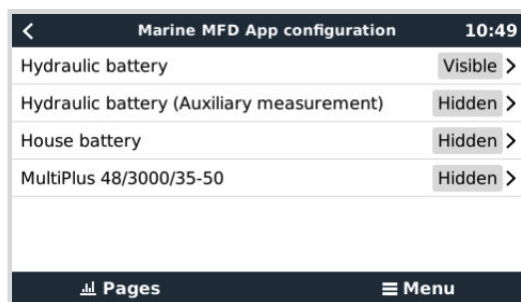 Marine MFD App configuration 10:49
Hydraulic battery Visible
Hydraulic battery (Auxiliary measurement) Hidden
House battery Hidden
MultiPlus 48/3000/35-50 Hidden
Pages Menu